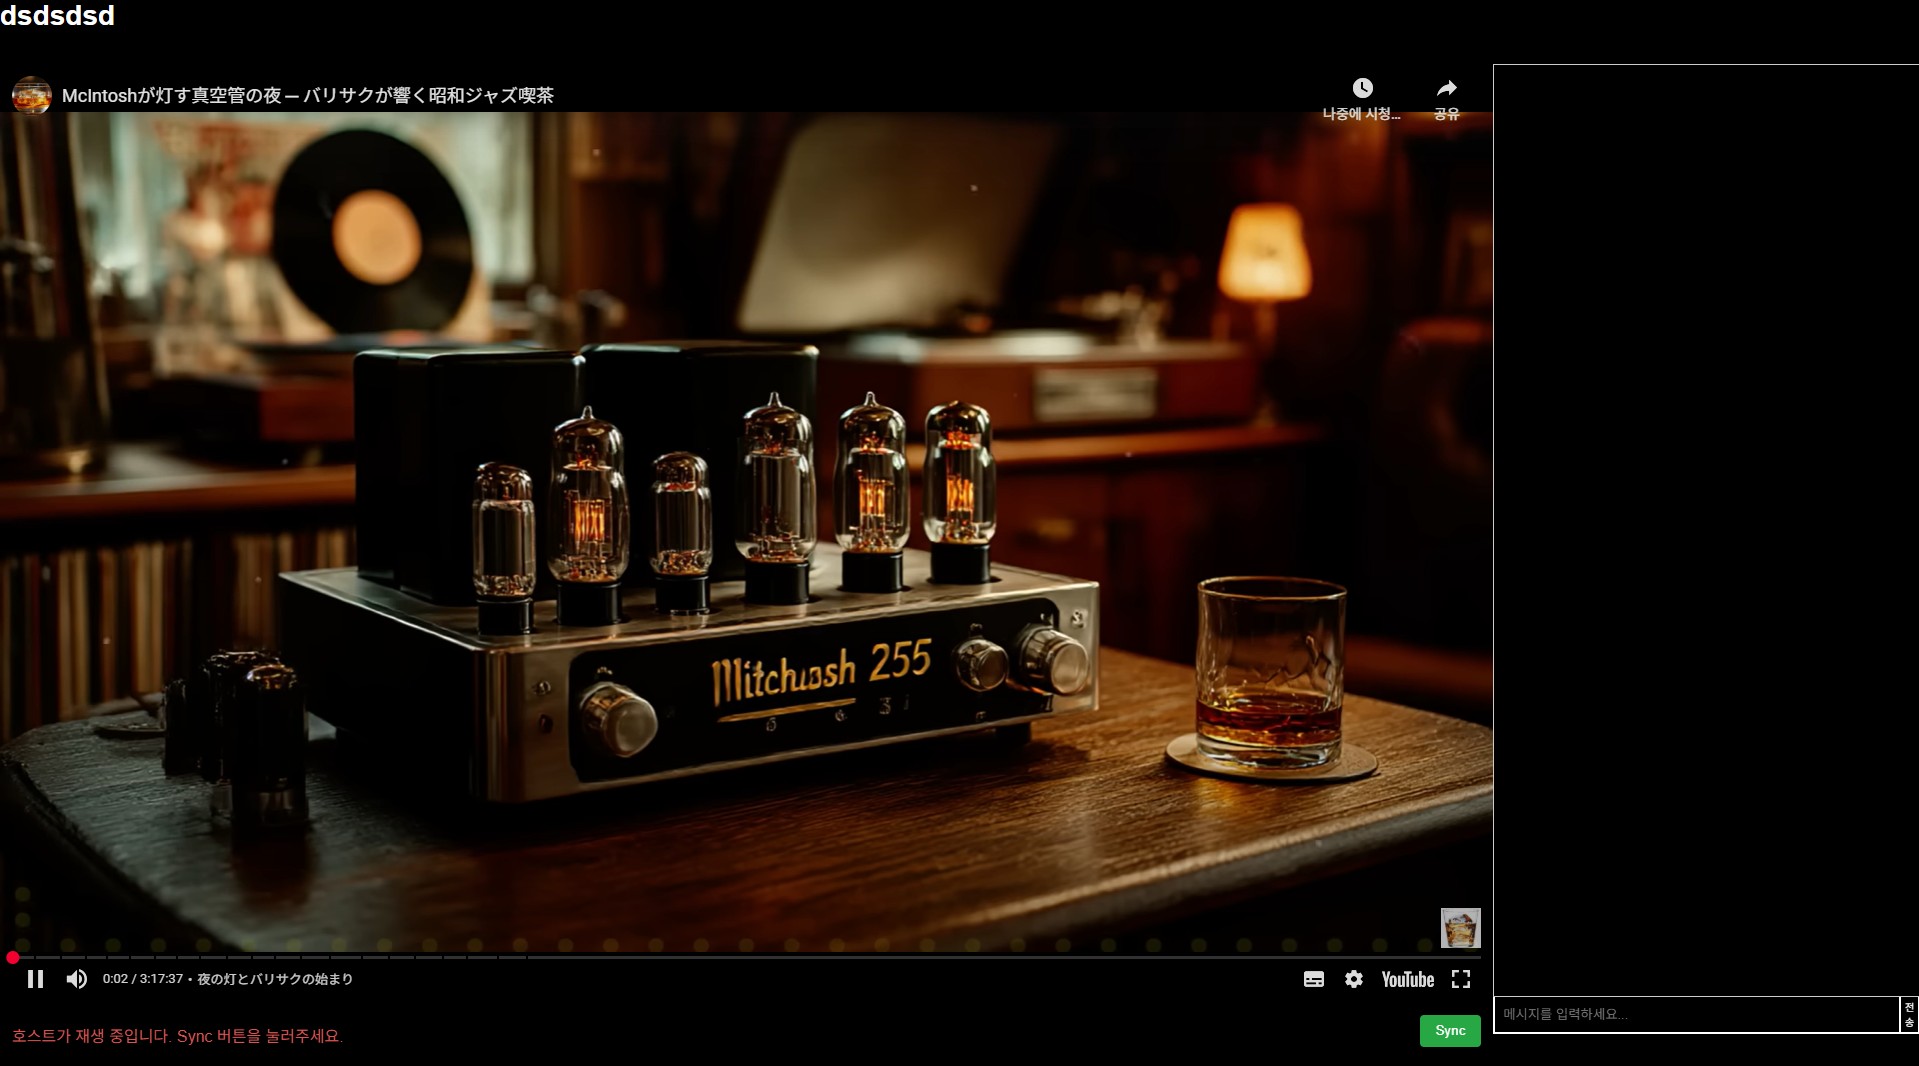 dsdsdsd
McIntoshが灯す真空管の夜 ─ バリサクが響く昭和ジャズ喫茶
나중에 시청...
공유
Mitchussh 255
0:02 / 3:17:37 • 夜の灯とバリサクの始まり
YouTube
호스트가 재생 중입니다. Sync 버튼을 눌러주세요.
Sync
메시지를 입력하세요...
전송